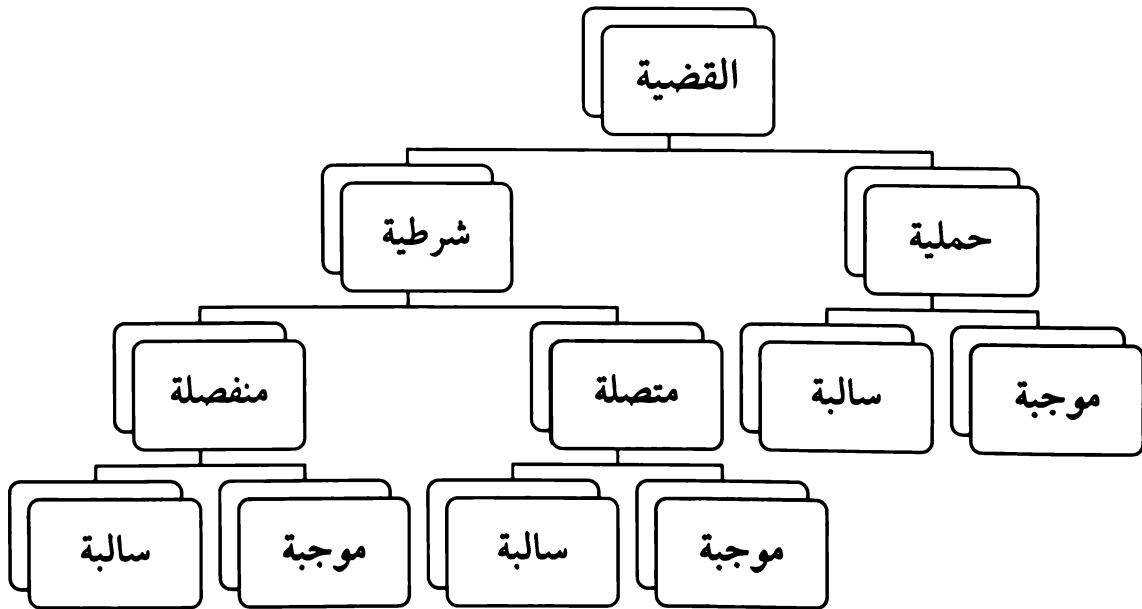 القضية
حملية
شرطية
موجبة
سالبة
متصلة
منفصلة
موجبة
سالبة
موجبة
سالبة